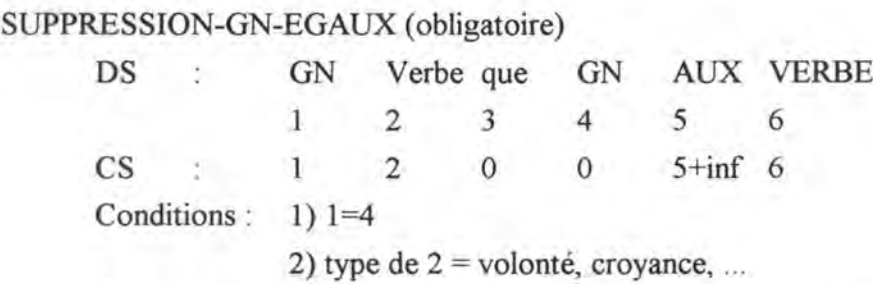 SUPPRESSION-GN-EGAUX (obligatoire)
DS : GN Verbe que GN AUX VERBE
1 2 3 4 5 6
CS : 1 2 0 0 5+inf 6
Conditions : 1) 1=4
2) type de 2 = volonté, croyance, ...